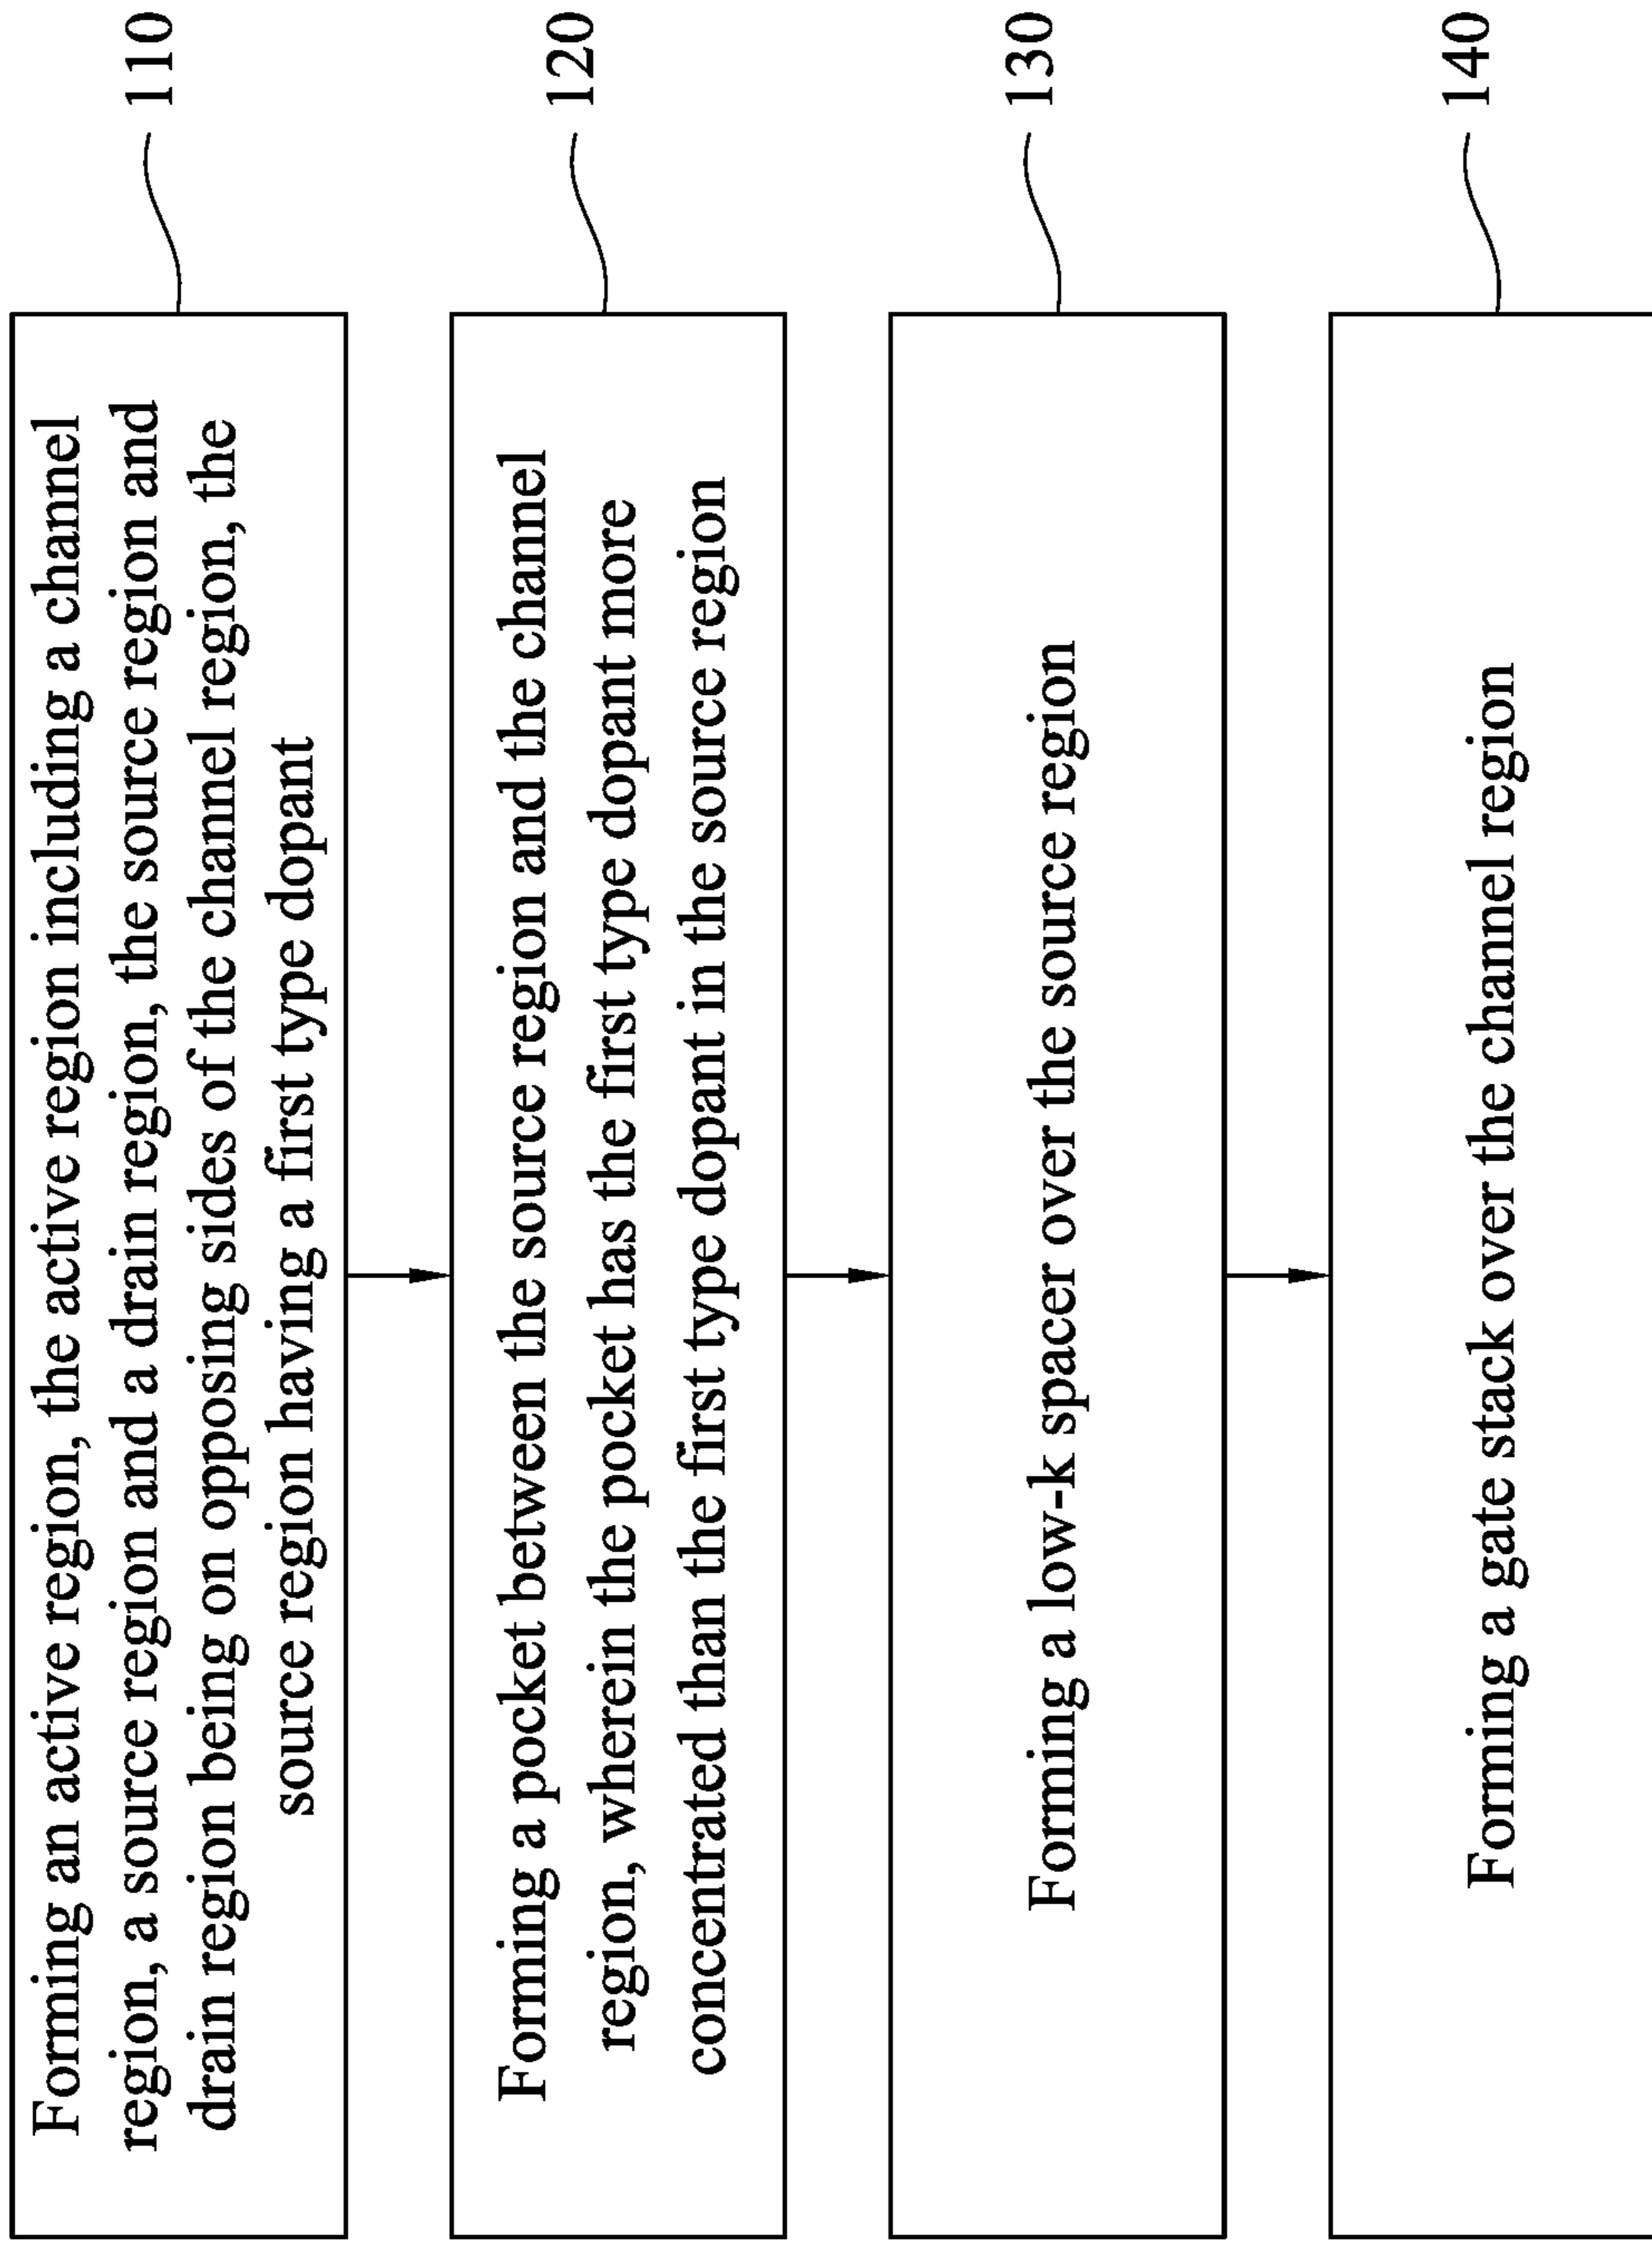 Forming an active region, the active region including a channel
region, a source region and a drain region, the source region and
drain region being on opposing sides of the channel region, the
source region having a first type dopant
110
Forming a pocket between the source region and the channel
region, wherein the pocket has the first type dopant more
concentrated than the first type dopant in the source region
120
Forming a low-k spacer over the source region
130
Forming a gate stack over the channel region
140